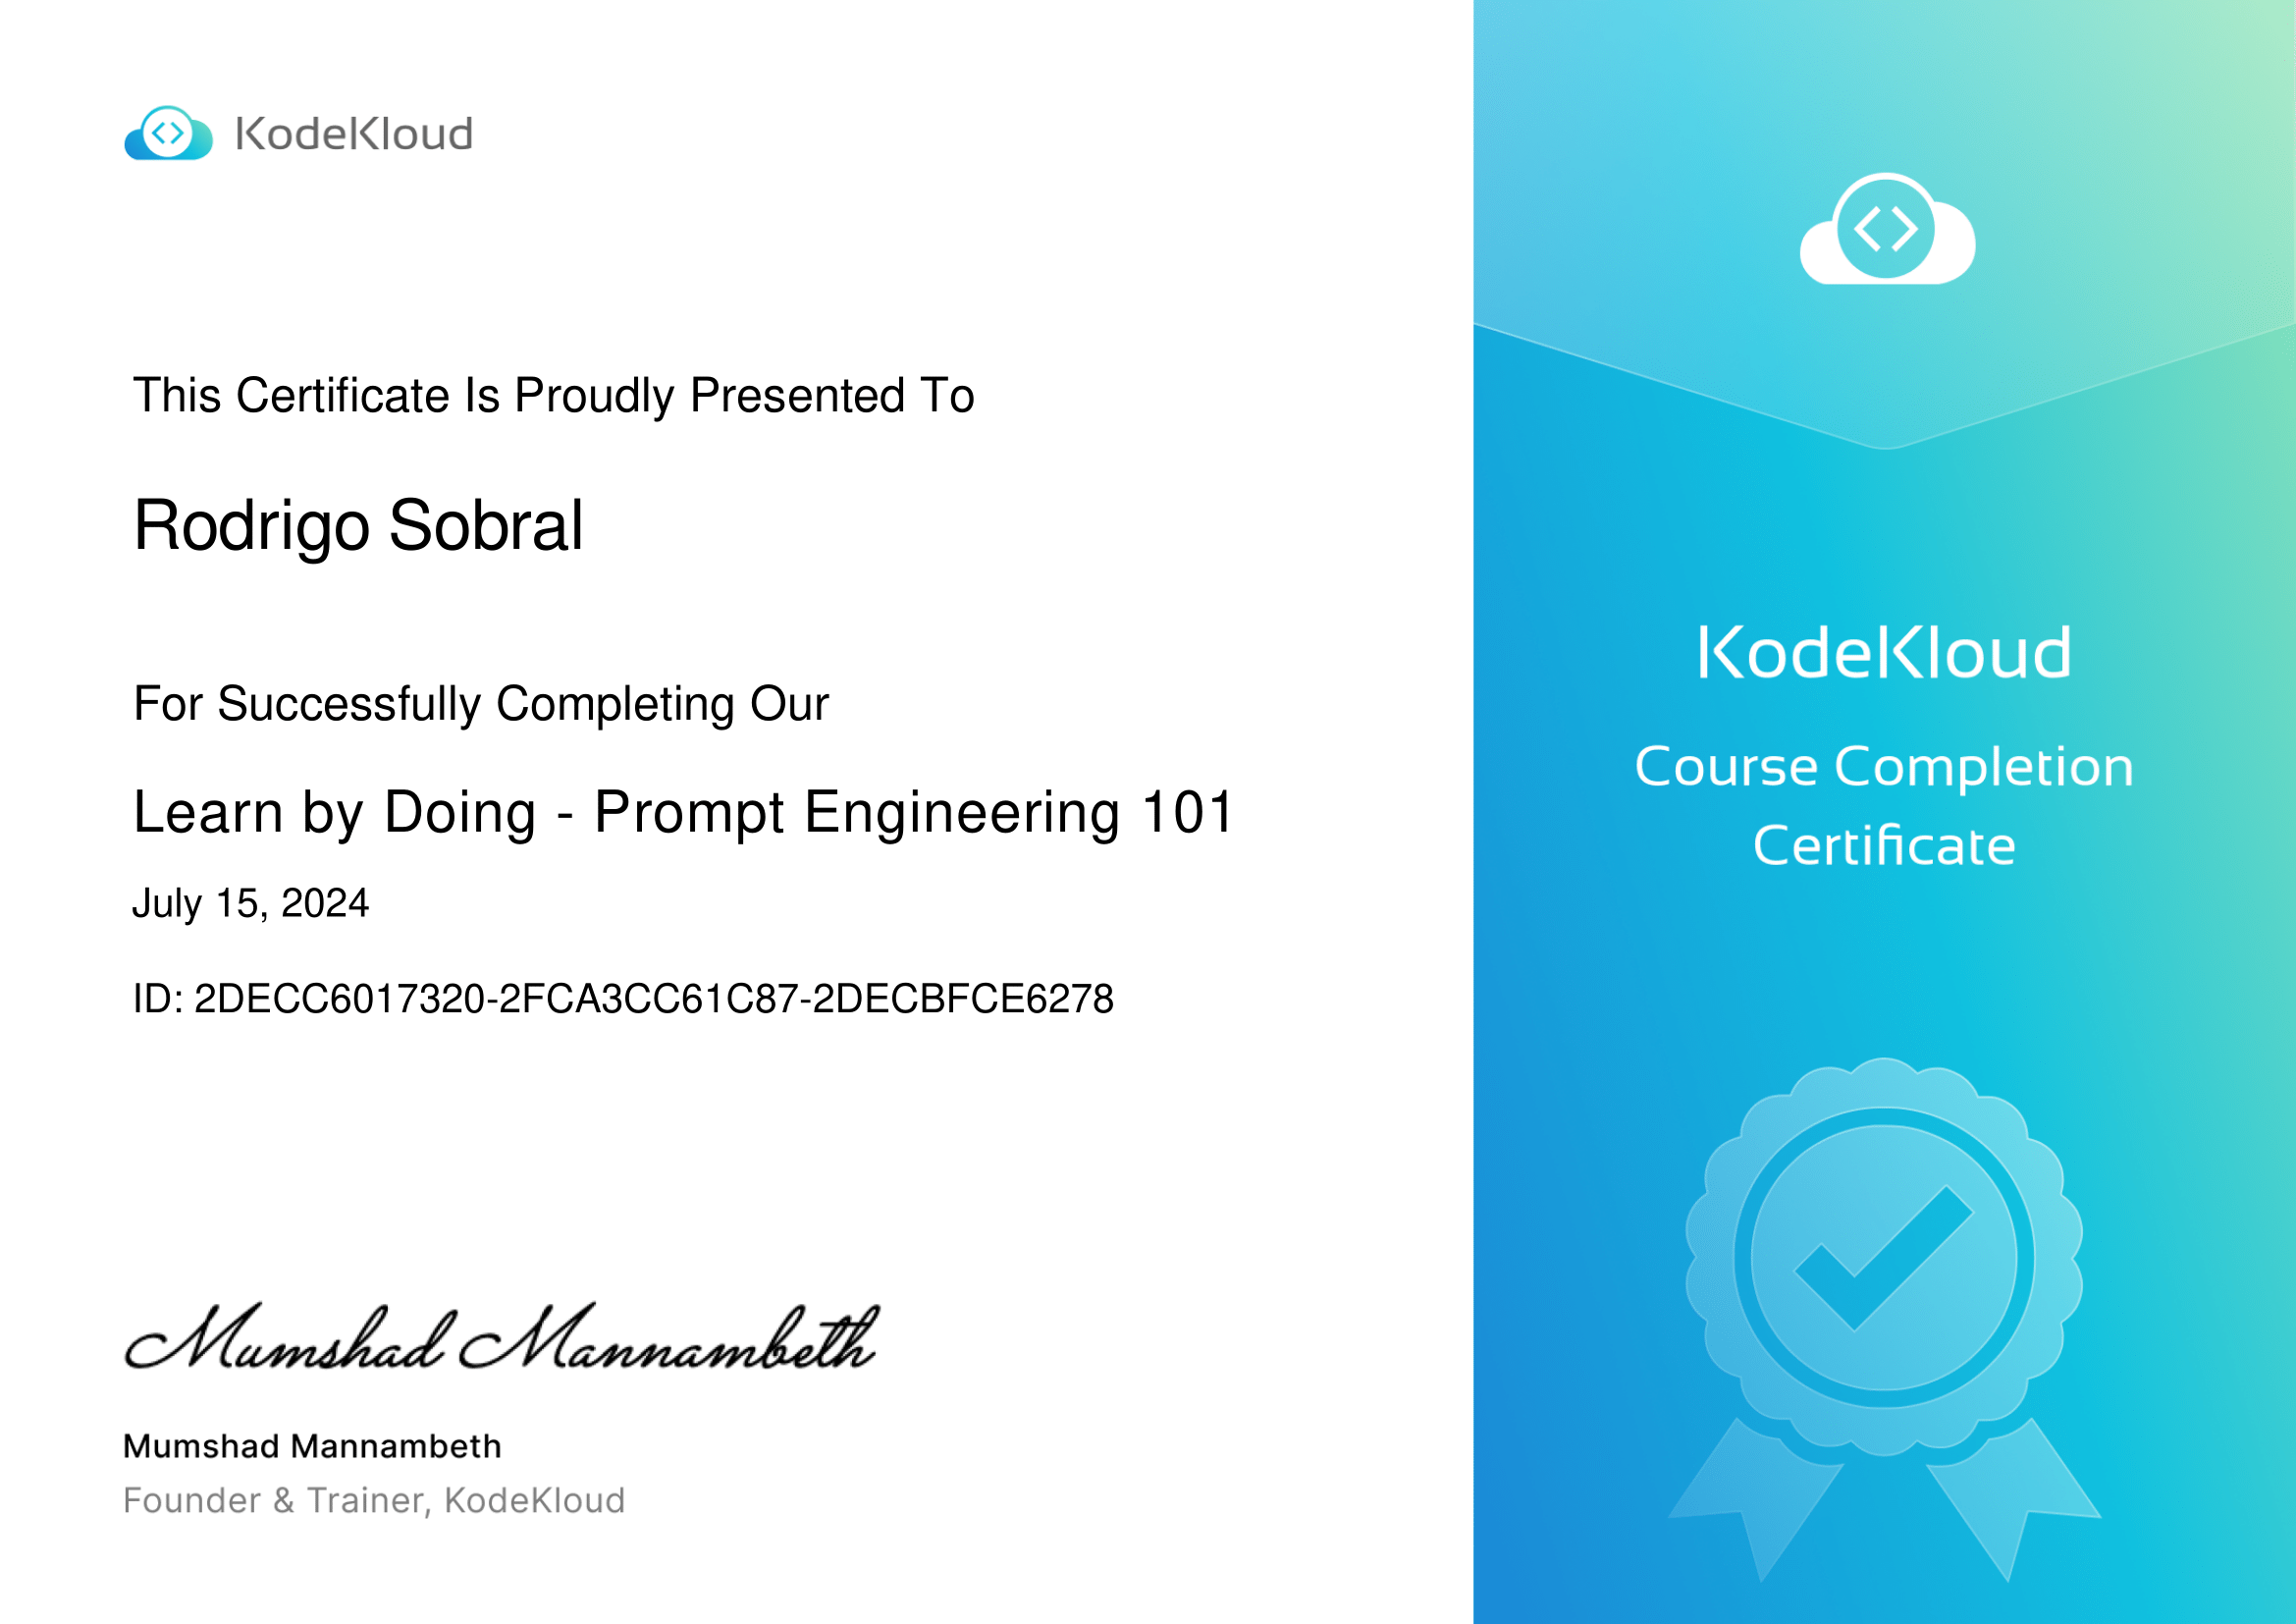 KodeKloud
This Certificate Is Proudly Presented To
Rodrigo Sobral
For Successfully Completing Our
Learn by Doing - Prompt Engineering 101
July 15, 2024
ID: 2DECC6017320-2FCA3CC61C87-2DECBFCE6278
Mumshad Mannambeth
Mumshad Mannambeth
Founder & Trainer, KodeKloud
KodeKloud
Course Completion
Certificate